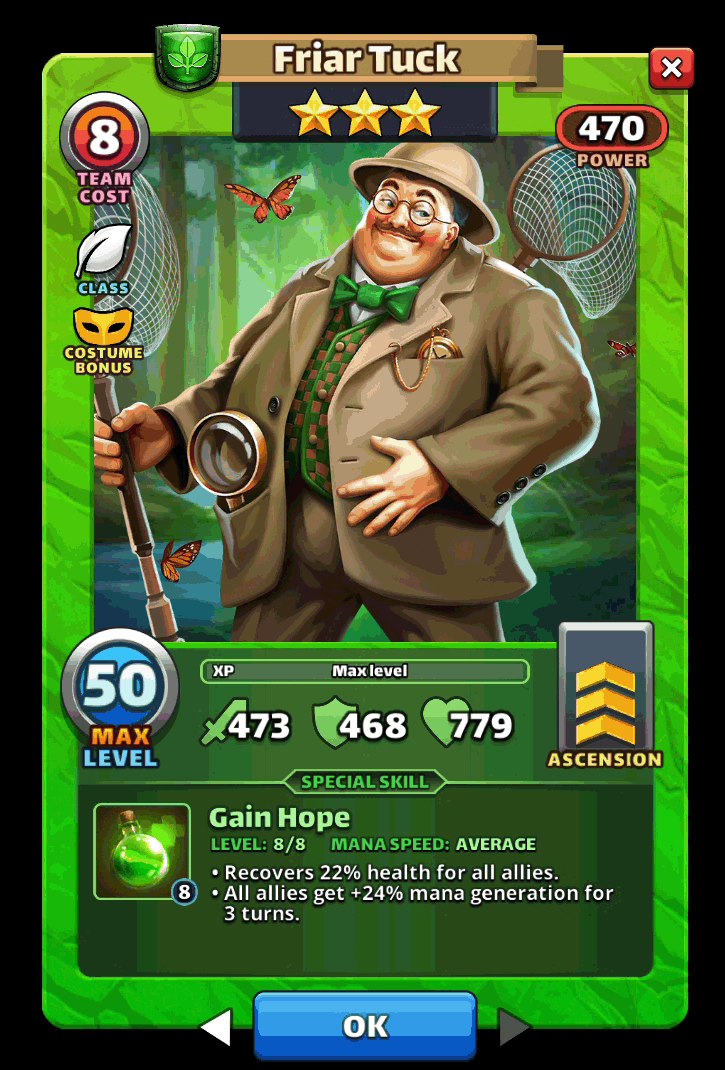 Friar Tuck
8
TEAM
COST
470
POWER
CLASS
COSTUME
BONUS
50
MAX
LEVEL
XP Max level
473 468 779
ASCENSION
SPECIAL SKILL
Gain Hope
LEVEL: 8/8 MANA SPEED: AVERAGE
8
• Recovers 22% health for all allies.
• All allies get +24% mana generation for
3 turns.
OK